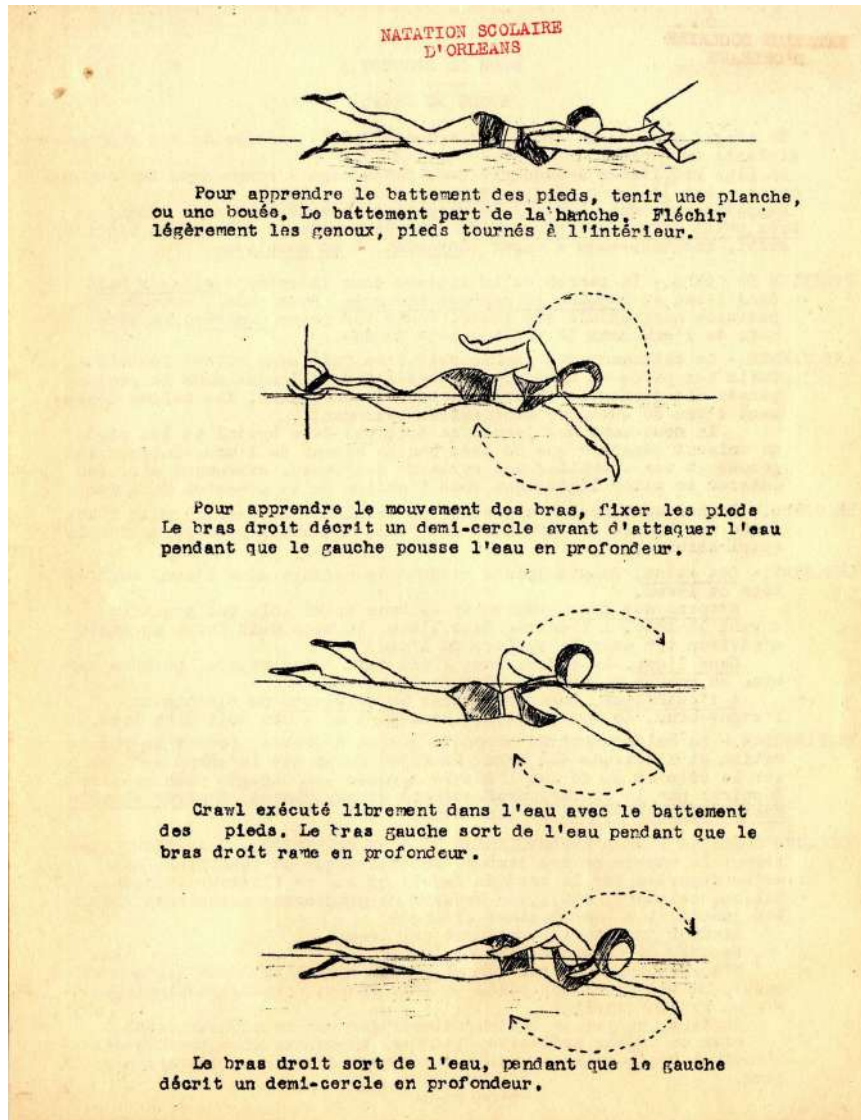 NATATION SCOLAIRE
D'ORLEANS
Pour apprendre le battement des pieds, tenir une planche,
ou une bouée. Le battement part de la hanche. Fléchir
légèrement les genoux, pieds tournés à l'intérieur.
Pour apprendre le mouvement des bras, fixer les pieds
Le bras droit décrit un demi-cercle avant d'attaquer l'eau
pendant que le gauche pousse l'eau en profondeur.
Crawl exécuté librement dans l'eau avec le battement
des pieds. Le bras gauche sort de l'eau pendant que le
bras droit rame en profondeur.
Le bras droit sort de l'eau, pendant que le gauche
décrit un demi-cercle en profondeur.